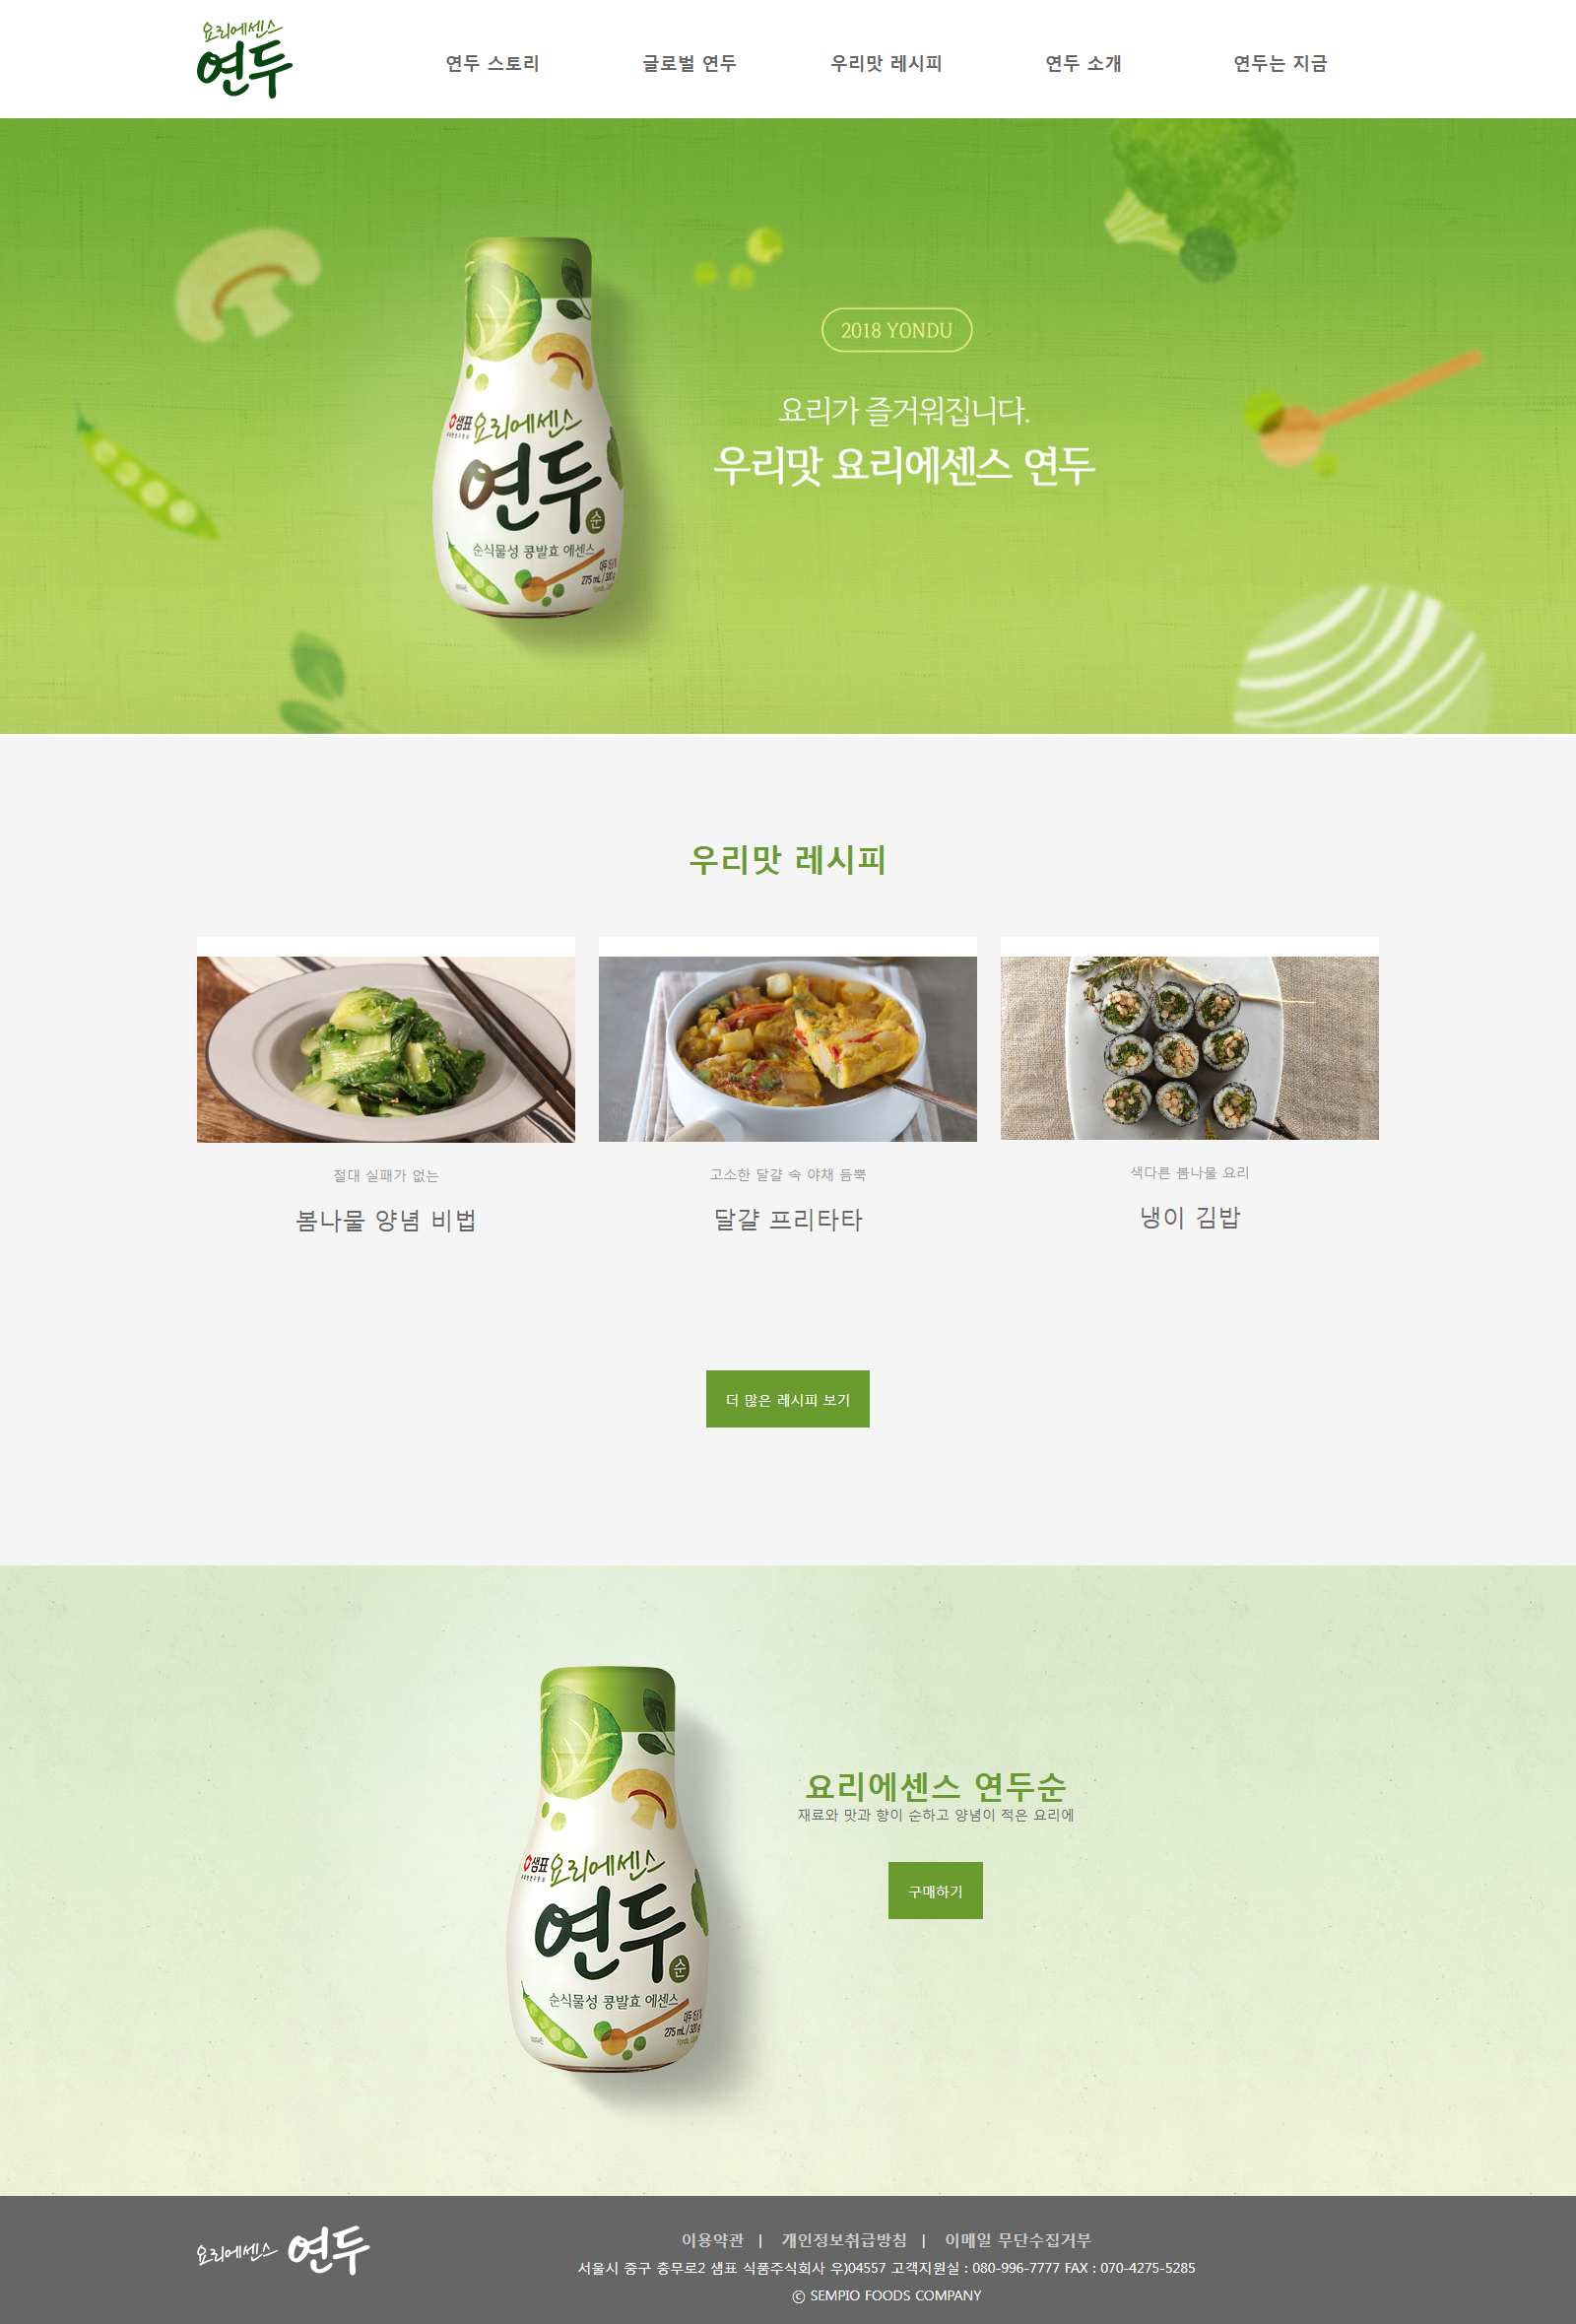 요리에센스
연두
연두 스토리
글로벌 연두
우리맛 레시피
연두 소개
연두는 지금
2018 YONDU
요리가 즐거워집니다.
우리맛 요리에센스 연두
샘표 요리에센스
연두
순
순식물성 콩발효 에센스
275 mL / 320 g
우리맛 레시피
절대 실패가 없는
봄나물 양념 비법
고소한 달걀 속 야채 듬뿍
달걀 프리타타
색다른 봄나물 요리
냉이 김밥
더 많은 레시피 보기
샘표 요리에센스
연두
순
순식물성 콩발효 에센스
275 mL / 320 g
요리에센스 연두순
재료와 맛과 향이 순하고 양념이 적은 요리에
구매하기
요리에센스 연두
이용약관 | 개인정보취급방침 | 이메일 무단수집거부
서울시 중구 충무로2 샘표 식품주식회사 우)04557 고객지원실 : 080-996-7777 FAX : 070-4275-5285
ⓒ SEMPIO FOODS COMPANY